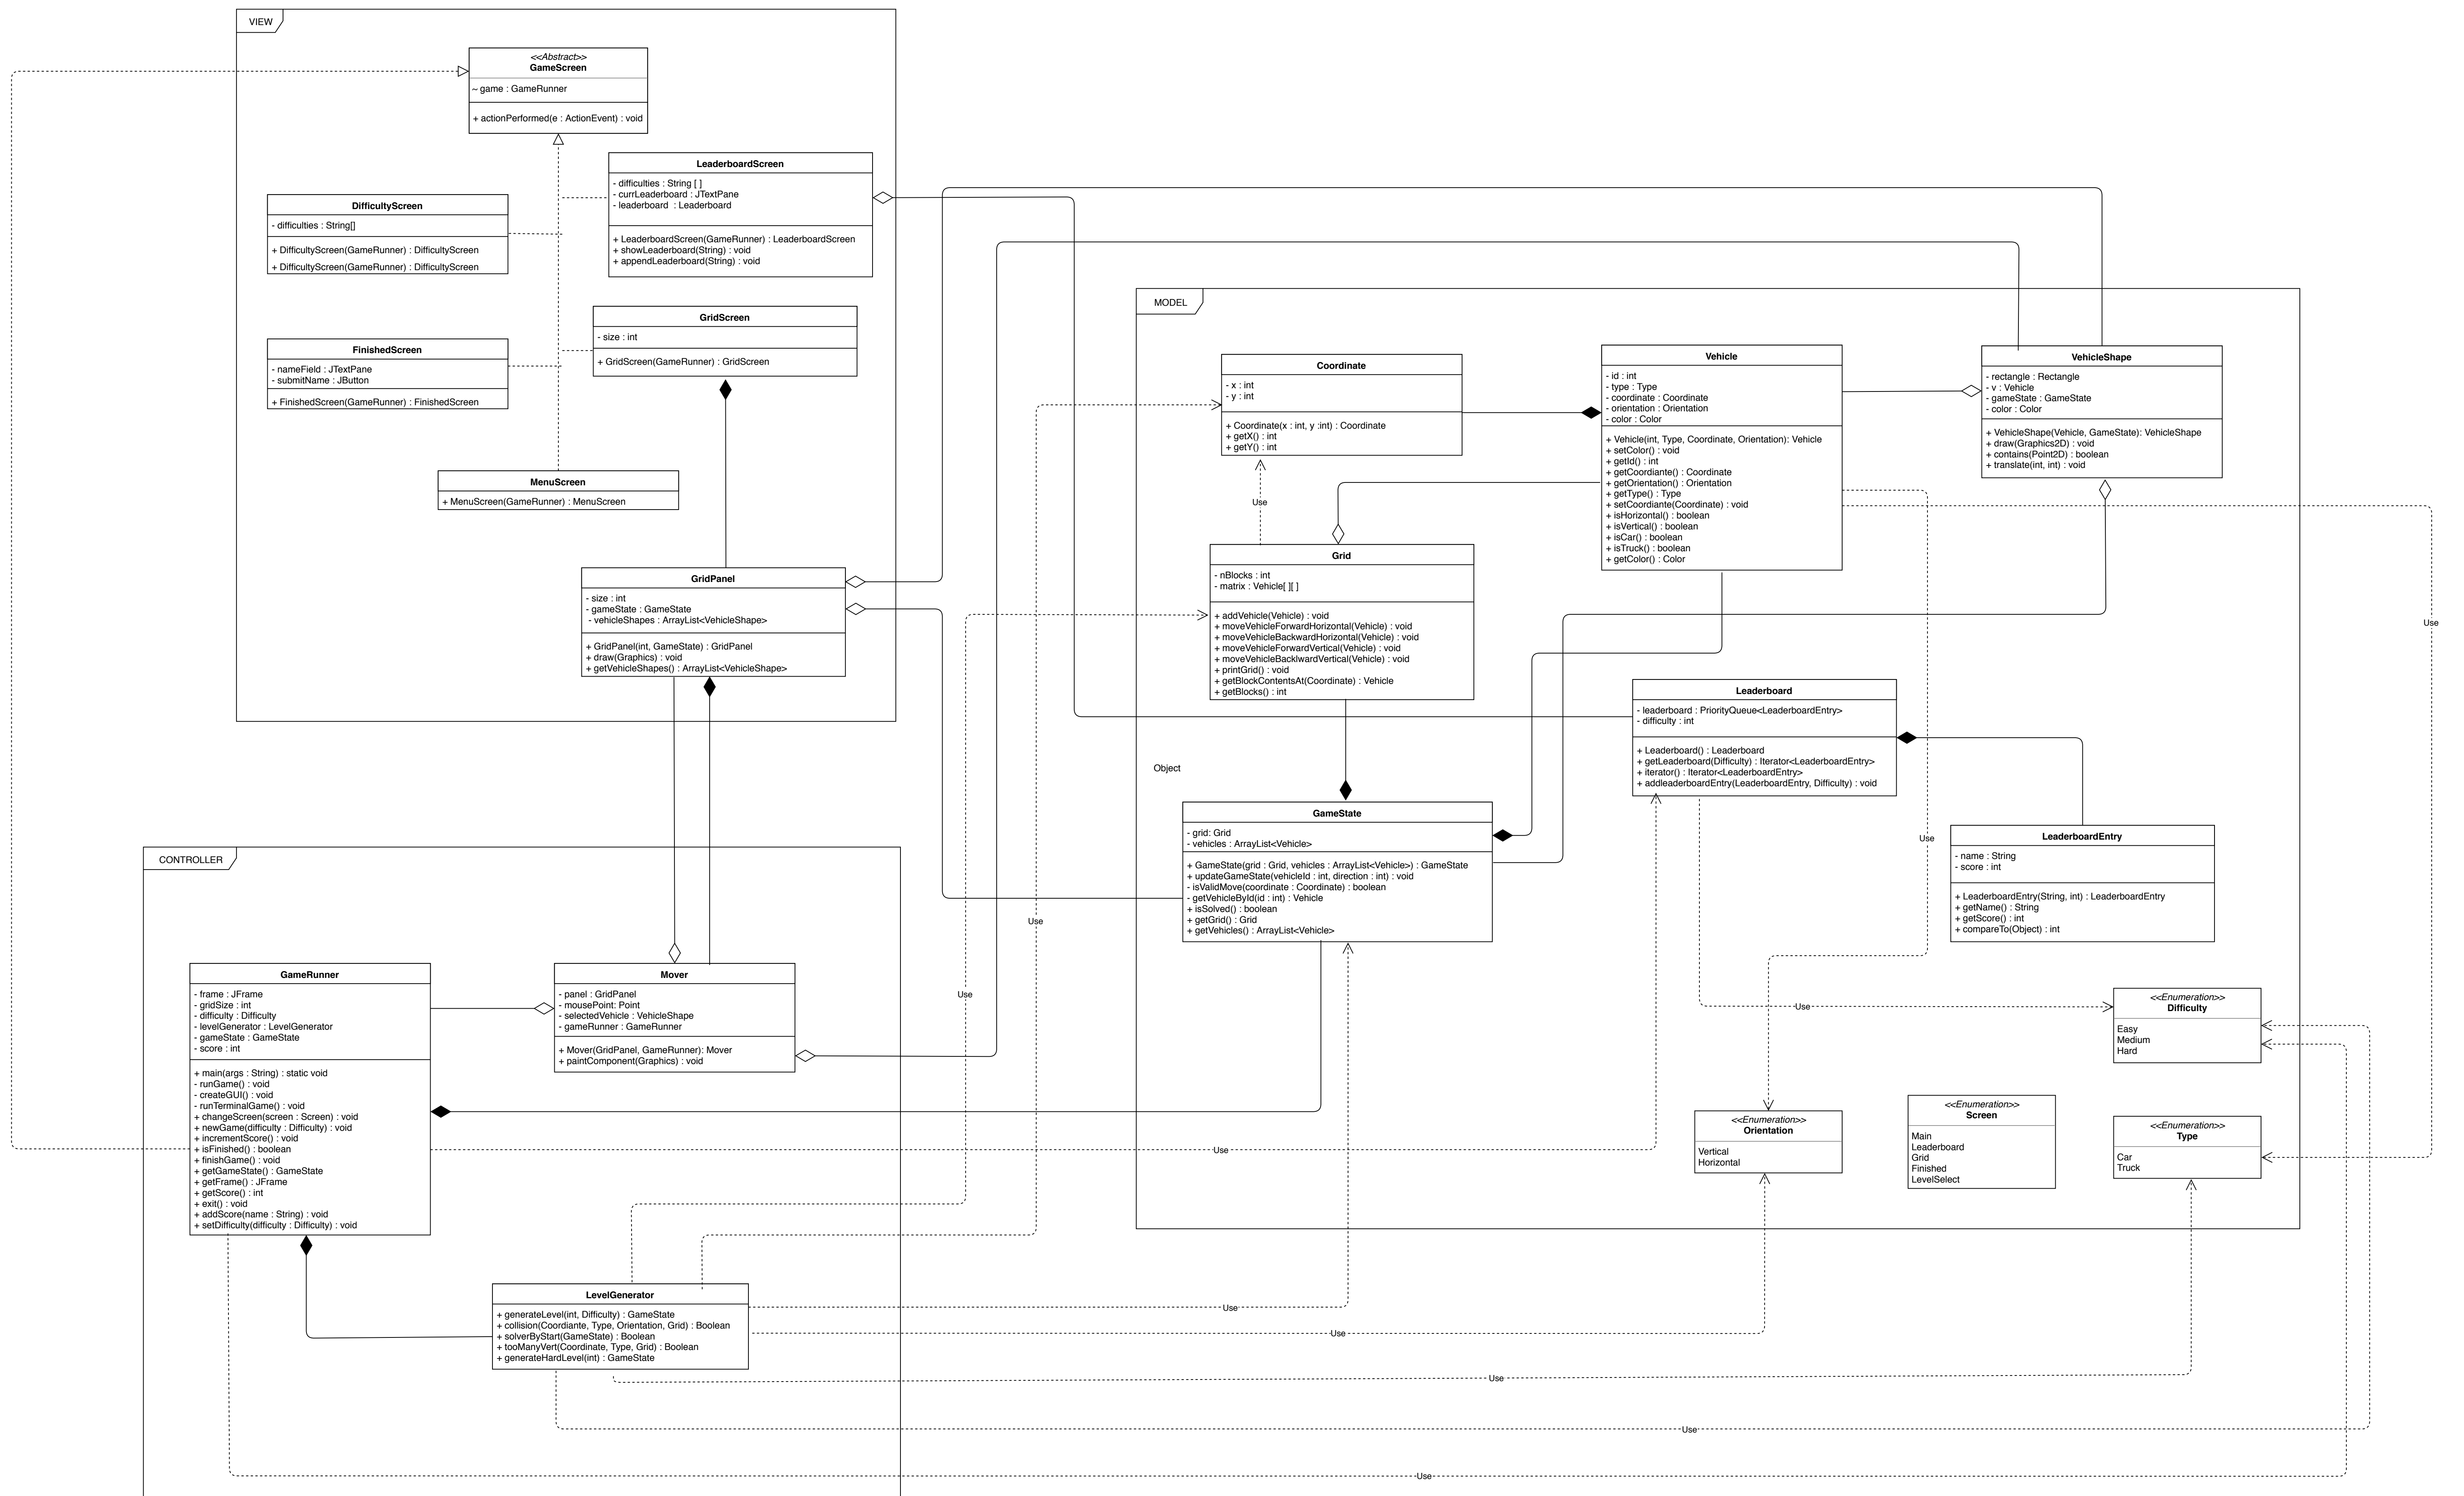 VIEW
<<Abstract>>
GameScreen
~ game : GameRunner
+ actionPerformed(e : ActionEvent) : void
LeaderboardScreen
- difficulties : String [ ]
- currLeaderboard : JTextPane
- leaderboard  : Leaderboard
+ LeaderboardScreen(GameRunner) : LeaderboardScreen
+ showLeaderboard(String) : void
+ appendLeaderboard(String) : void
DifficultyScreen
- difficulties : String[]
+ DifficultyScreen(GameRunner) : DifficultyScreen
+ DifficultyScreen(GameRunner) : DifficultyScreen
GridScreen
- size : int
+ GridScreen(GameRunner) : GridScreen
FinishedScreen
- nameField : JTextPane
- submitName : JButton
+ FinishedScreen(GameRunner) : FinishedScreen
MenuScreen
+ MenuScreen(GameRunner) : MenuScreen
GridPanel
- size : int
- gameState : GameState
- vehicleShapes : ArrayList<VehicleShape>
+ GridPanel(int, GameState) : GridPanel
+ draw(Graphics) : void
+ getVehicleShapes() : ArrayList<VehicleShape>
MODEL
Coordinate
- x : int
- y : int
+ Coordinate(x : int, y :int) : Coordinate
+ getX() : int
+ getY() : int
Use
Vehicle
- id : int
- type : Type
- coordinate : Coordinate
- orientation : Orientation
- color : Color
+ Vehicle(int, Type, Coordinate, Orientation): Vehicle
+ setColor() : void
+ getId() : int
+ getCoordiante() : Coordinate
+ getOrientation() : Orientation
+ getType() : Type
+ setCoordiante(Coordinate) : void
+ isHorizontal() : boolean
+ isVertical() : boolean
+ isCar() : boolean
+ isTruck() : boolean
+ getColor() : Color
VehicleShape
- rectangle : Rectangle
- v : Vehicle
- gameState : GameState
- color : Color
+ VehicleShape(Vehicle, GameState): VehicleShape
+ draw(Graphics2D) : void
+ contains(Point2D) : boolean
+ translate(int, int) : void
Grid
- nBlocks : int
- matrix : Vehicle[ ][ ]
+ addVehicle(Vehicle) : void
+ moveVehicleForwardHorizontal(Vehicle) : void
+ moveVehicleBackwardHorizontal(Vehicle) : void
+ moveVehicleForwardVertical(Vehicle) : void
+ moveVehicleBacklwardVertical(Vehicle) : void
+ printGrid() : void
+ getBlockContentsAt(Coordinate) : Vehicle
+ getBlocks() : int
Use
Leaderboard
- leaderboard : PriorityQueue<LeaderboardEntry>
- difficulty : int
+ Leaderboard() : Leaderboard
+ getLeaderboard(Difficulty) : Iterator<LeaderboardEntry>
+ iterator() : Iterator<LeaderboardEntry>
+ addleaderboardEntry(LeaderboardEntry, Difficulty) : void
Object
GameState
- grid: Grid
- vehicles : ArrayList<Vehicle>
+ GameState(grid : Grid, vehicles : ArrayList<Vehicle>) : GameState
+ updateGameState(vehicleId : int, direction : int) : void
- isValidMove(coordinate : Coordinate) : boolean
- getVehicleById(id : int) : Vehicle
+ isSolved() : boolean
+ getGrid() : Grid
+ getVehicles() : ArrayList<Vehicle>
Use
LeaderboardEntry
- name : String
- score : int
+ LeaderboardEntry(String, int) : LeaderboardEntry
+ getName() : String
+ getScore() : int
+ compareTo(Object) : int
Use
Use
Use
<<Enumeration>>
Difficulty
Easy
Medium
Hard
<<Enumeration>>
Orientation
Vertical
Horizontal
<<Enumeration>>
Screen
Main
Leaderboard
Grid
Finished
LevelSelect
<<Enumeration>>
Type
Car
Truck
CONTROLLER
GameRunner
- frame : JFrame
- gridSize : int
- difficulty : Difficulty
- levelGenerator : LevelGenerator
- gameState : GameState
- score : int
+ main(args : String) : static void
- runGame() : void
- createGUI() : void
- runTerminalGame() : void
+ changeScreen(screen : Screen) : void
+ newGame(difficulty : Difficulty) : void
+ incrementScore() : void
+ isFinished() : boolean
+ finishGame() : void
+ getGameState() : GameState
+ getFrame() : JFrame
+ getScore() : int
+ exit() : void
+ addScore(name : String) : void
+ setDifficulty(difficulty : Difficulty) : void
Mover
- panel : GridPanel
- mousePoint: Point
- selectedVehicle : VehicleShape
- gameRunner : GameRunner
+ Mover(GridPanel, GameRunner): Mover
+ paintComponent(Graphics) : void
Use
LevelGenerator
+ generateLevel(int, Difficulty) : GameState
+ collision(Coordiante, Type, Orientation, Grid) : Boolean
+ solverByStart(GameState) : Boolean
+ tooManyVert(Coordinate, Type, Grid) : Boolean
+ generateHardLevel(int) : GameState
Use
Use
Use
Use
Use